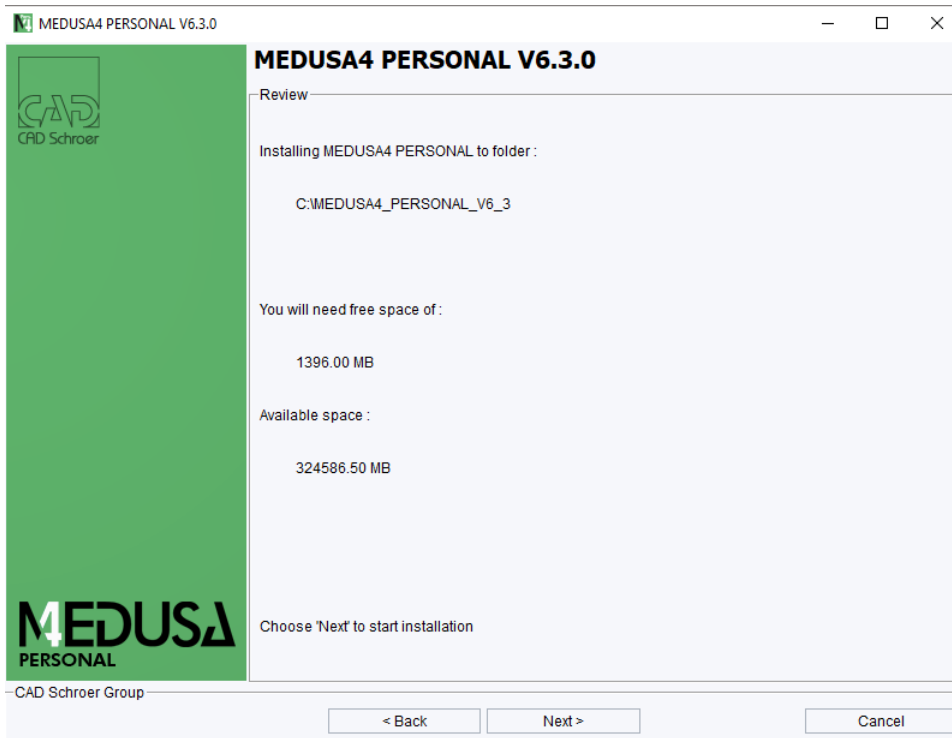 MEDUSA4 PERSONAL V6.3.0
MEDUSA4 PERSONAL V6.3.0
CAD
CAD Schroer
Review
Installing MEDUSA4 PERSONAL to folder :
C:\MEDUSA4_PERSONAL_V6_3
You will need free space of :
1396.00 MB
Available space :
324586.50 MB
Choose 'Next' to start installation
M4EDUSA
PERSONAL
CAD Schroer Group
< Back
Next >
Cancel